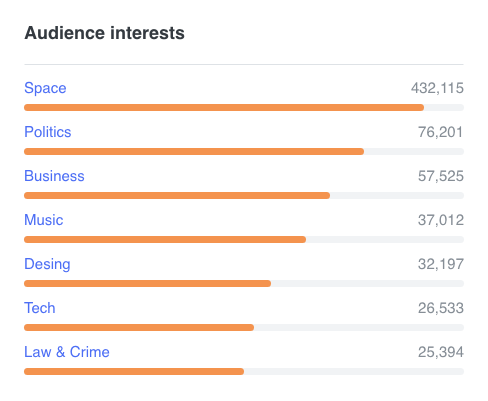 Audience interests
Space 432,115
Politics 76,201
Business 57,525
Music 37,012
Desing 32,197
Tech 26,533
Law & Crime 25,394